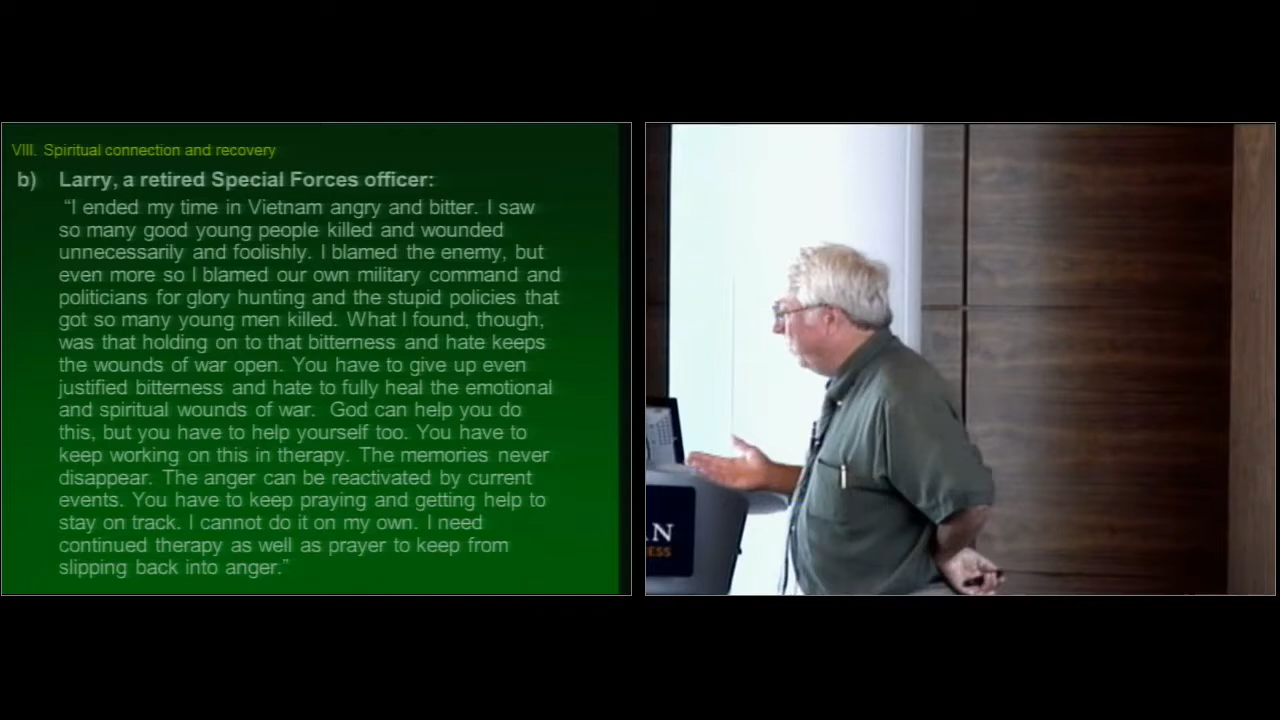 VIII. Spiritual connection and recovery
b) Larry, a retired Special Forces officer:
“I ended my time in Vietnam angry and bitter. I saw
so many good young people killed and wounded
unnecessarily and foolishly. I blamed the enemy, but
even more so I blamed our own military command and
politicians for glory hunting and the stupid policies that
got so many young men killed. What I found, though,
was that holding on to that bitterness and hate keeps
the wounds of war open. You have to give up even
justified bitterness and hate to fully heal the emotional
and spiritual wounds of war. God can help you do
this, but you have to help yourself too. You have to
keep working on this in therapy. The memories never
disappear. The anger can be reactivated by current
events. You have to keep praying and getting help to
stay on track. I cannot do it on my own. I need
continued therapy as well as prayer to keep from
slipping back into anger.”
AN
ESS